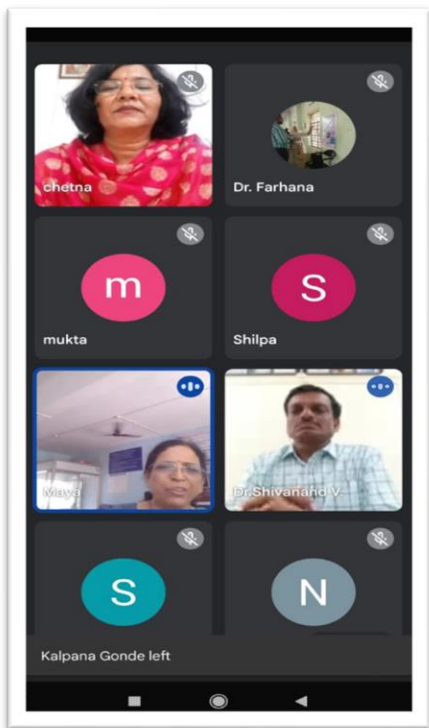 chetna
Dr. Farhana
m
S
mukta
Shilpa
Maya
Dr.Shivanand V
S
N
Kalpana Gonde left